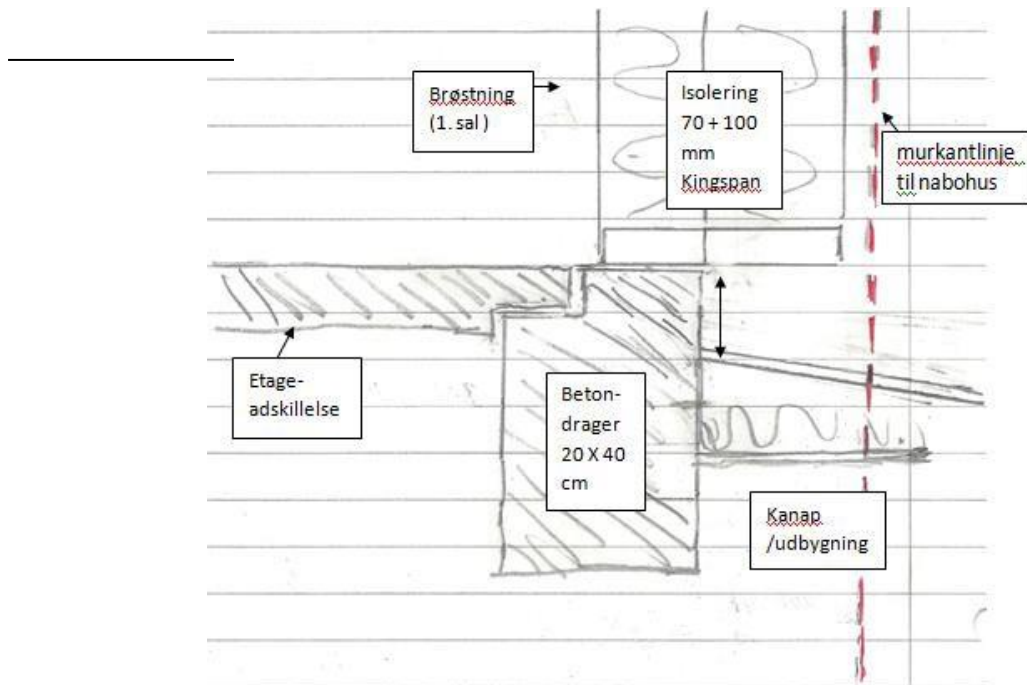 Brøstning
(1. sal )
Isolering
70 + 100
mm
Kingspan
murkantlinje
til nabohus
Etage-
adskillelse
Beton-
drager
20 X 40
cm
Kanap
/udbygning